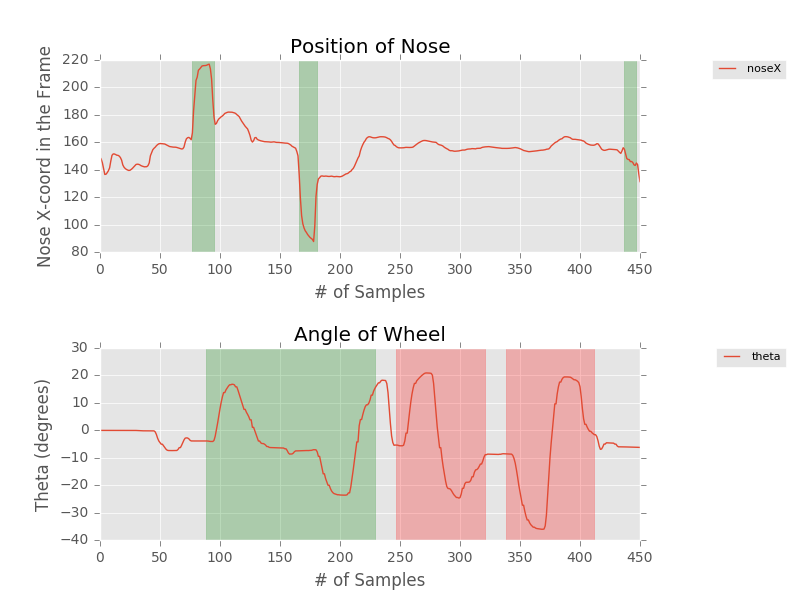 Position of Nose
Nose X-coord in the Frame
220
200
180
160
140
120
100
80
0 50 100 150 200 250 300 350 400 450
# of Samples
noseX
Angle of Wheel
Theta (degrees)
30
20
10
0
−10
−20
−30
−40
0 50 100 150 200 250 300 350 400 450
# of Samples
theta